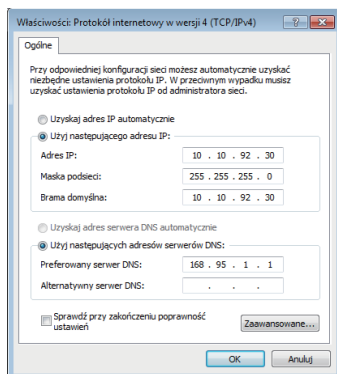 Właściwości: Protokół internetowy w wersji 4 (TCP/IPv4)
Ogólne
Przy odpowiedniej konfiguracji sieci możesz automatycznie uzyskać
niezbędne ustawienia protokołu IP. W przeciwnym wypadku musisz
uzyskać ustawienia protokołu IP od administratora sieci.
Uzyskaj adres IP automatycznie
Użyj następującego adresu IP:
Adres IP: 10 . 10 . 92 . 30
Maska podsieci: 255 . 255 . 255 . 0
Brama domyślna: 10 . 10 . 92 . 30
Uzyskaj adres serwera DNS automatycznie
Użyj następujących adresów serwerów DNS:
Preferowany serwer DNS: 168 . 95 . 1 . 1
Alternatywny serwer DNS: . . .
Sprawdź przy zakończeniu poprawność
ustawień
Zaawansowane...
OK Anuluj